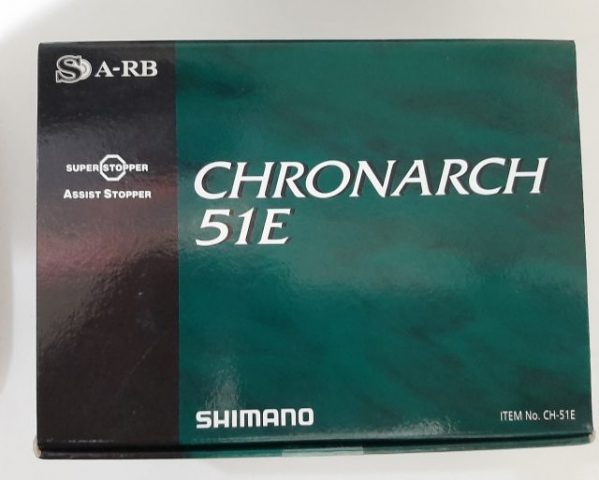 S A-RB
SUPER STOPPER
ASSIST STOPPER
CHRONARCH
51E
SHIMANO
ITEM No. CH-51E